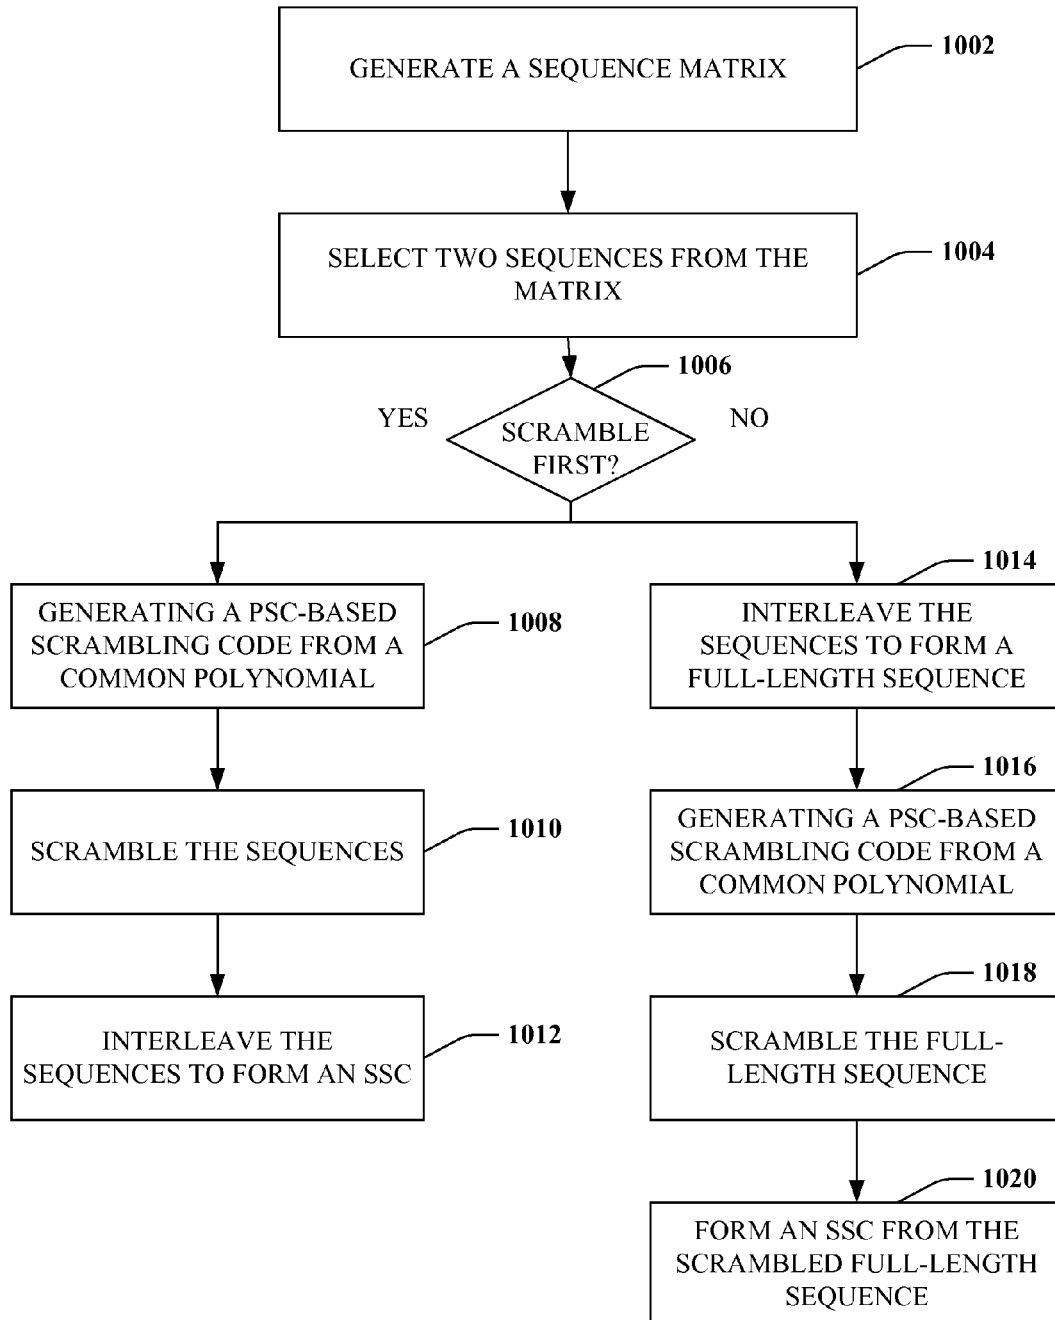 GENERATE A SEQUENCE MATRIX
1002
SELECT TWO SEQUENCES FROM THE
MATRIX
1004
1006
YES
NO
SCRAMBLE
FIRST?
GENERATING A PSC-BASED
SCRAMBLING CODE FROM A
COMMON POLYNOMIAL
1008
SCRAMBLE THE SEQUENCES
1010
INTERLEAVE THE
SEQUENCES TO FORM AN SSC
1012
1014
INTERLEAVE THE
SEQUENCES TO FORM A
FULL-LENGTH SEQUENCE
1016
GENERATING A PSC-BASED
SCRAMBLING CODE FROM A
COMMON POLYNOMIAL
1018
SCRAMBLE THE FULL-
LENGTH SEQUENCE
1020
FORM AN SSC FROM THE
SCRAMBLED FULL-LENGTH
SEQUENCE